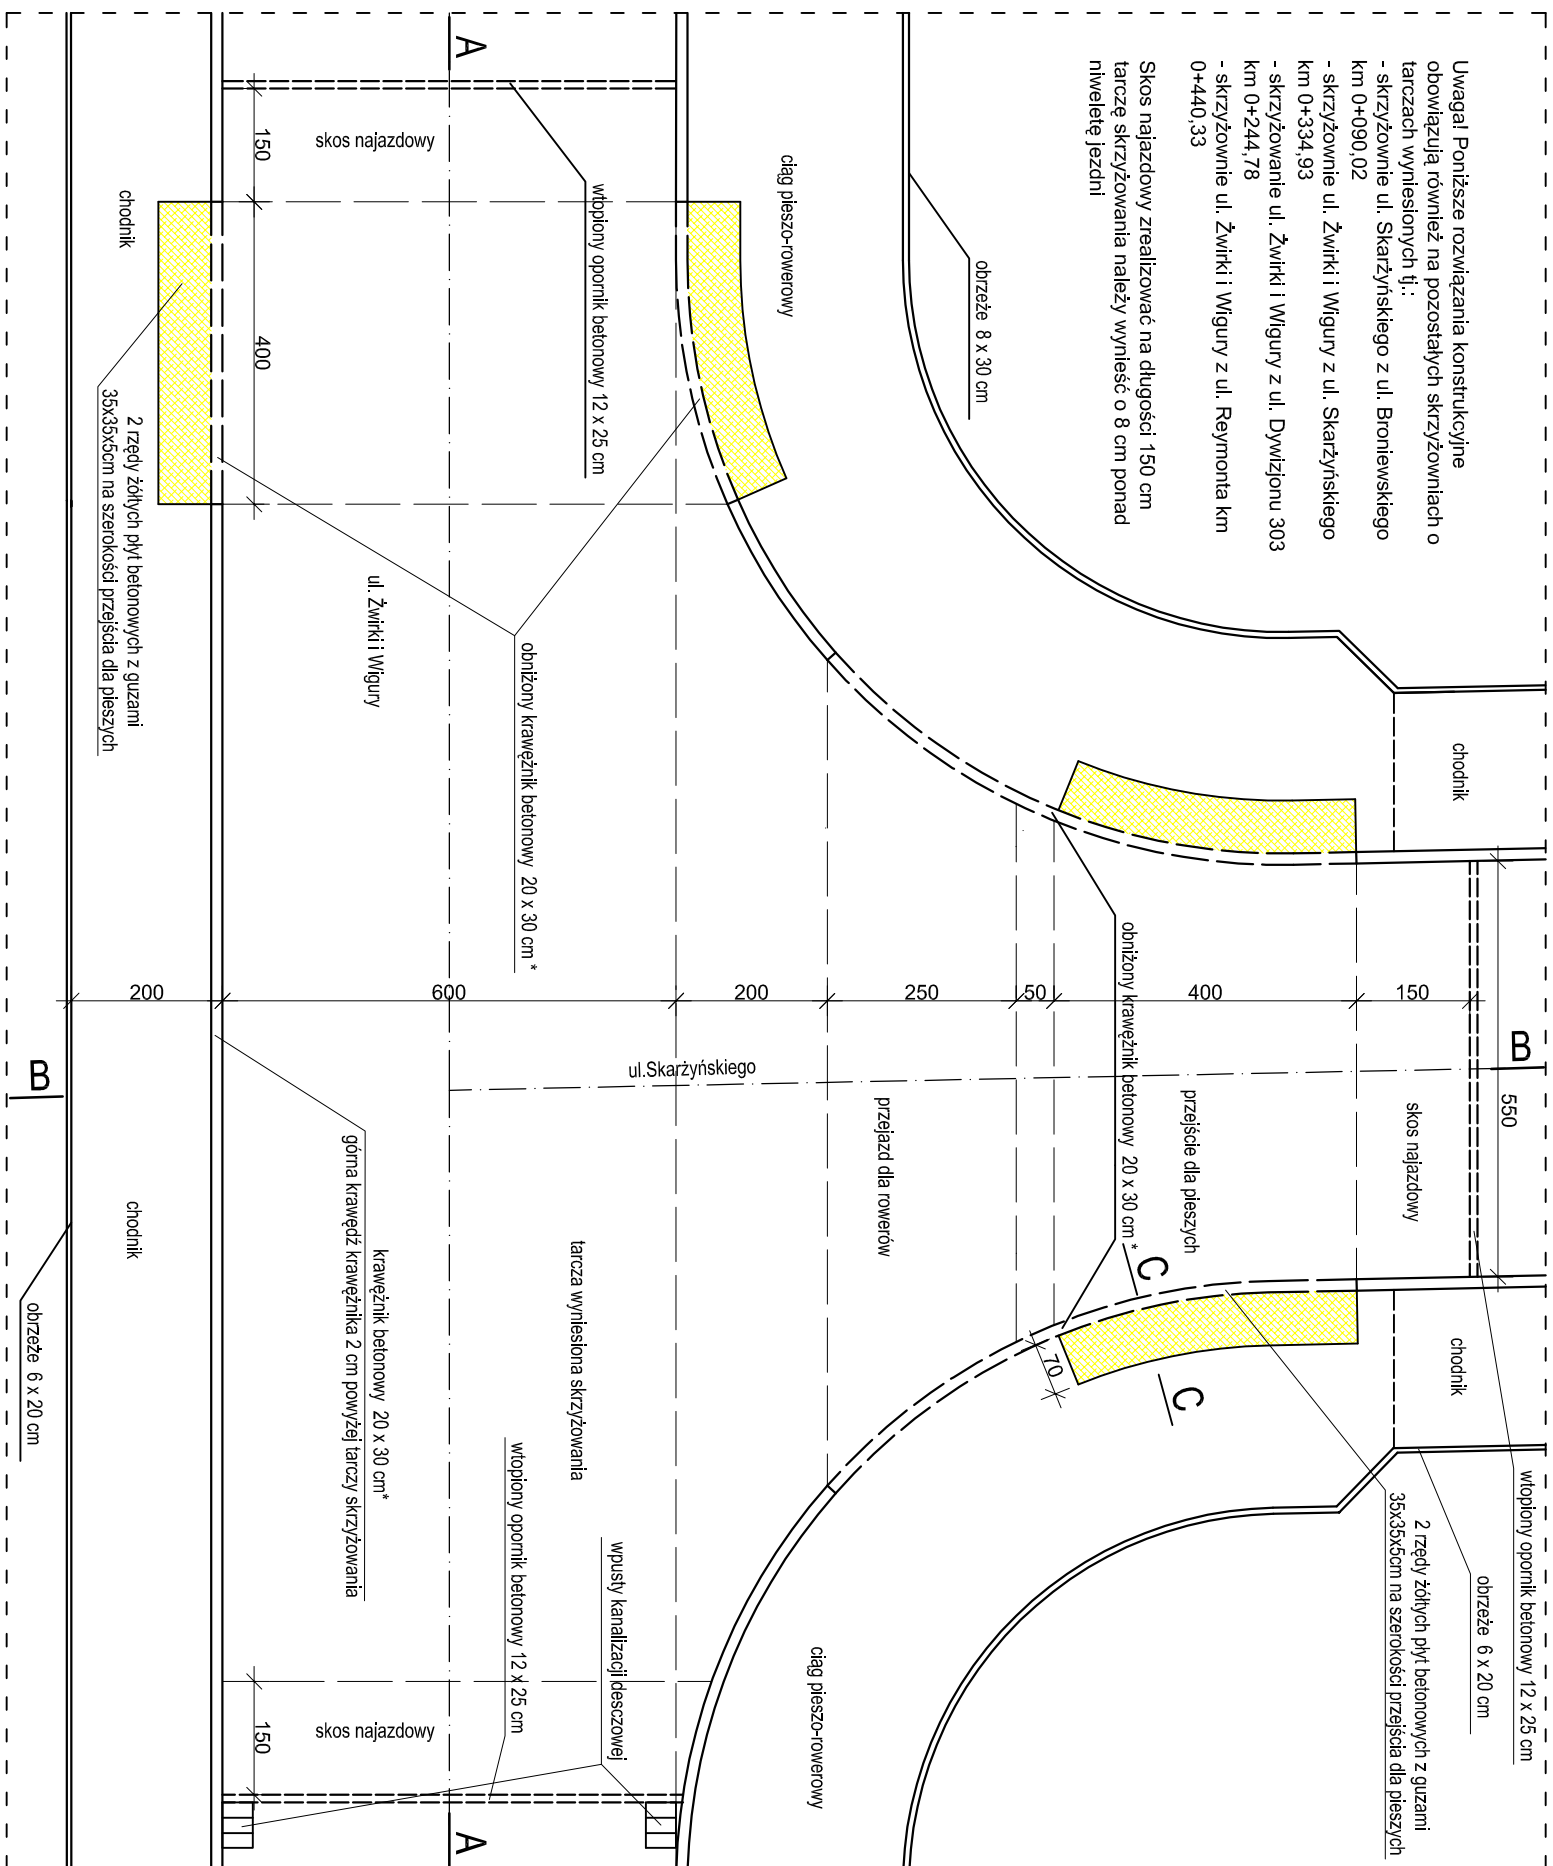 Uwaga! Poniższe rozwiązania konstrukcyjne
obowiązują również na pozostałych skrzyżowniach o
tarczach wyniesionych tj.:
- skrzyżownie ul. Skarżyńskiego z ul. Broniewskiego
km 0+090,02
- skrzyżownie ul. Żwirki i Wigury z ul. Skarżyńskiego
km 0+334,93
- skrzyżowanie ul. Żwirki i Wigury z ul. Dywizjonu 303
km 0+244,78
- skrzyżownie ul. Żwirki i Wigury z ul. Reymonta km
0+440,33
Skos najazdowy zrealizować na długości 150 cm
tarczę skrzyżowania należy wynieść o 8 cm ponad
niweletę jezdni
chodnik
550
B
wtopiony opornik betonowy 12 x 25 cm
obrzeże 6 x 20 cm
chodnik
skos najazdowy
150
2 rzędy żółtych płyt betonowych z guzami
35x35x5cm na szerokości przejścia dla pieszych
przejście dla pieszych
400
C
C
70
obniżony krawężnik betonowy 20 x 30 cm *
50
obrzeże 8 x 30 cm
250
przejazd dla rowerów
ciąg pieszo-rowerowy
ciąg pieszo-rowerowy
200
ul.Skarżyńskiego
wtopiony opornik betonowy 12 x 25 cm
wpusty kanalizacji desczowej
tarcza wyniesiona skrzyżowania
obniżony krawężnik betonowy 20 x 30 cm *
wtopiony opornik betonowy 12 x 25 cm
A
600
A
skos najazdowy
ul. Żwirki i Wigury
skos najazdowy
krawężnik betonowy 20 x 30 cm*
górna krawędź krawężnika 2 cm powyżej tarczy skrzyżowania
150
400
150
chodnik
2 rzędy żółtych płyt betonowych z guzami
35x35x5cm na szerokości przejścia dla pieszych
200
chodnik
B
obrzeże 6 x 20 cm